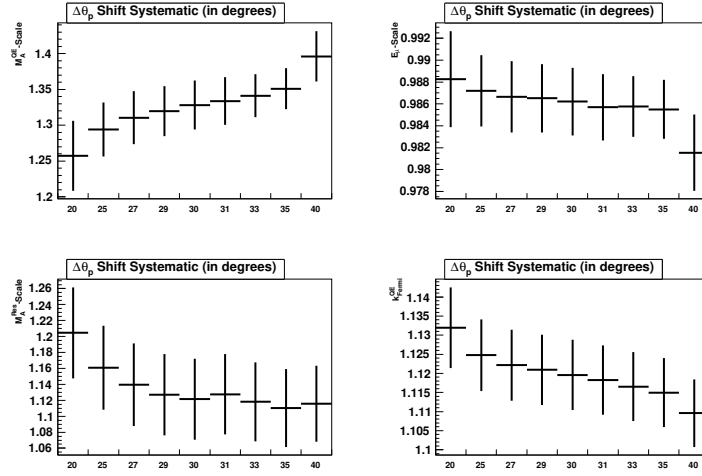 Δθp Shift Systematic (in degrees)
M_A^QE-Scale
1.4
1.35
1.3
1.25
1.2
20 25 27 29 30 31 33 35 40
Δθp Shift Systematic (in degrees)
E_μ-Scale
0.992
0.99
0.988
0.986
0.984
0.982
0.98
0.978
20 25 27 29 30 31 33 35 40
Δθp Shift Systematic (in degrees)
M_A^Res-Scale
1.26
1.24
1.22
1.2
1.18
1.16
1.14
1.12
1.1
1.08
1.06
20 25 27 29 30 31 33 35 40
Δθp Shift Systematic (in degrees)
k_Fermi^QE
1.14
1.135
1.13
1.125
1.12
1.115
1.11
1.105
1.1
20 25 27 29 30 31 33 35 40